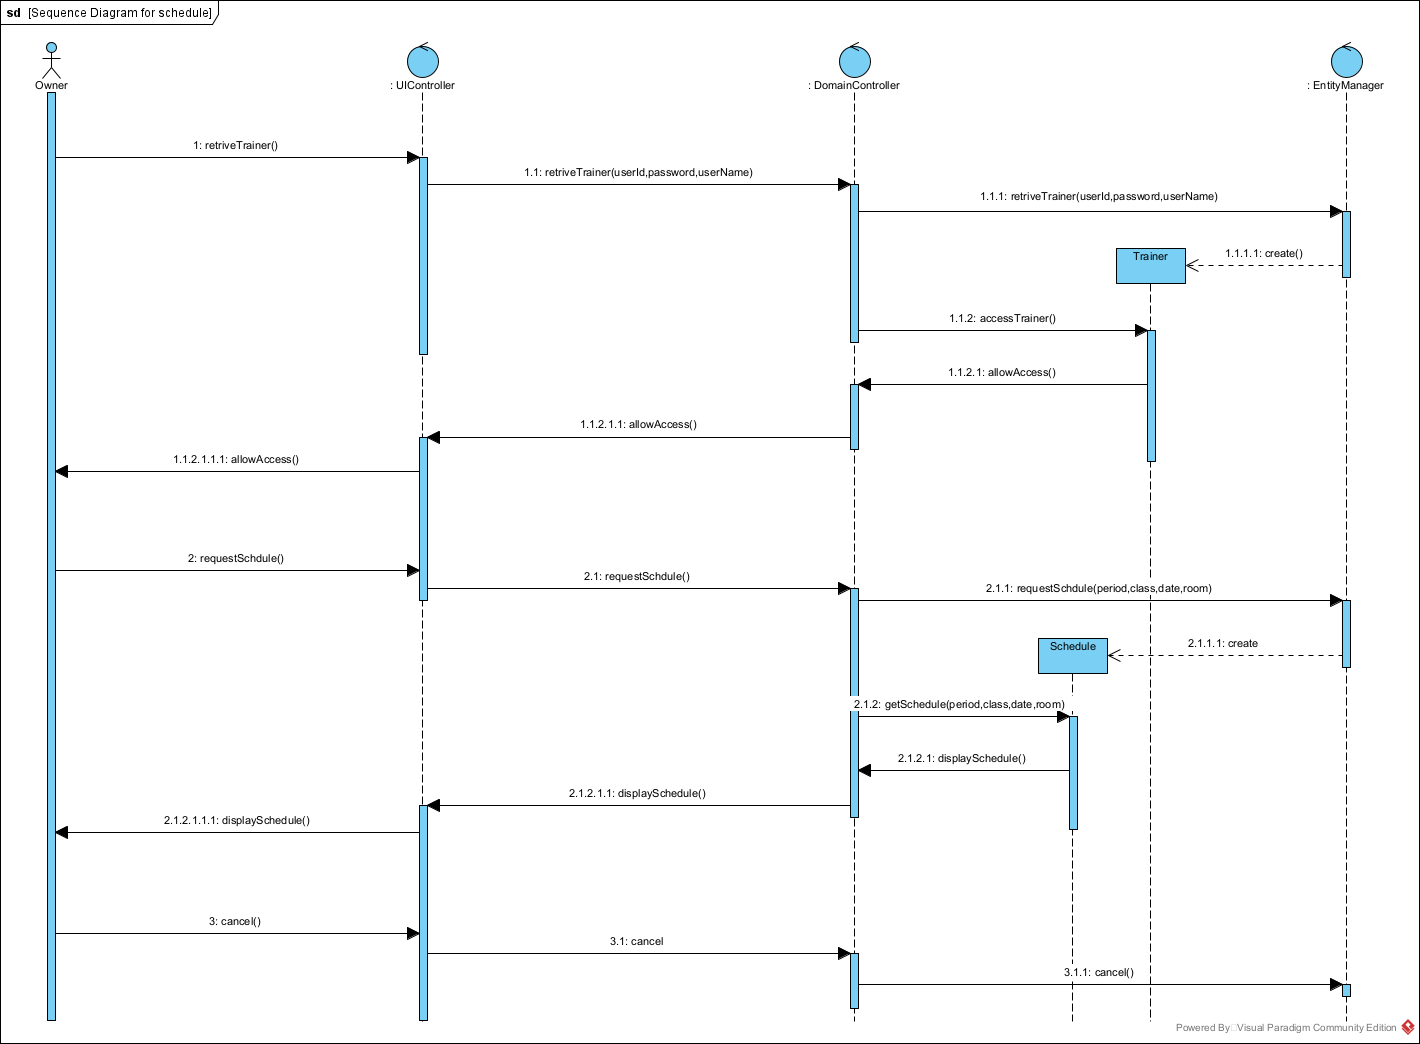 sd [Sequence Diagram for schedule]
Owner
: UIController
: DomainController
: EntityManager
1: retriveTrainer()
1.1: retriveTrainer(userId,password,userName)
1.1.1: retriveTrainer(userId,password,userName)
Trainer
1.1.1.1: create()
1.1.2: accessTrainer()
1.1.2.1: allowAccess()
1.1.2.1.1: allowAccess()
1.1.2.1.1.1: allowAccess()
2: requestSchdule()
2.1: requestSchdule()
2.1.1: requestSchdule(period,class,date,room)
Schedule
2.1.1.1: create
2.1.2: getSchedule(period,class,date,room)
2.1.2.1: displaySchedule()
2.1.2.1.1: displaySchedule()
2.1.2.1.1.1: displaySchedule()
3: cancel()
3.1: cancel
3.1.1: cancel()
Powered By Visual Paradigm Community Edition